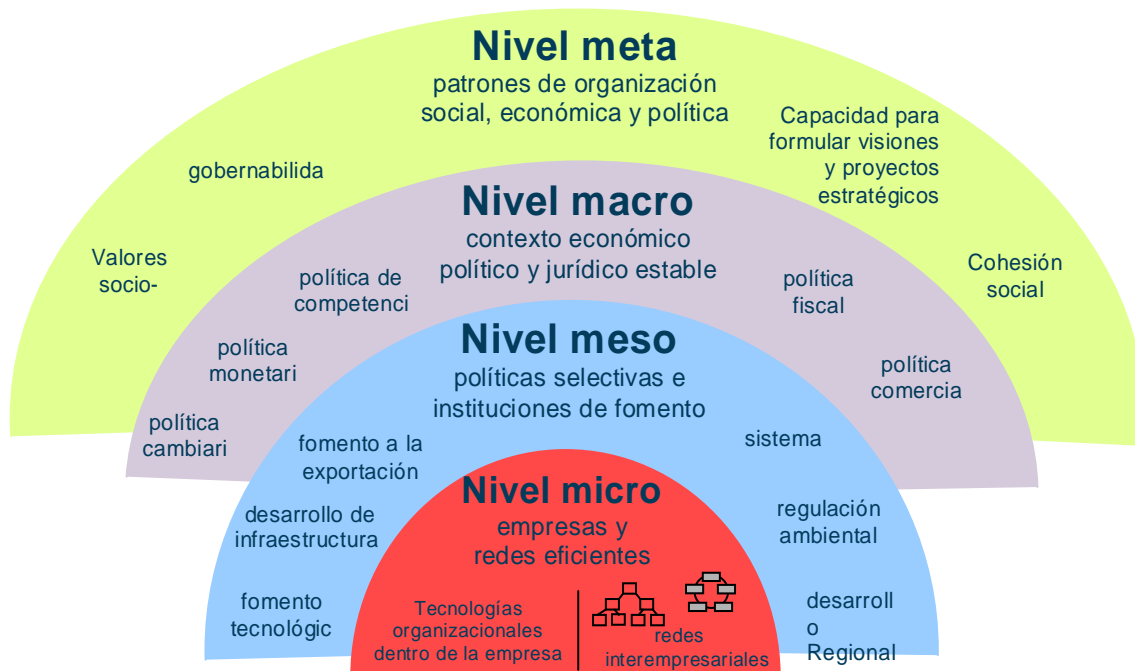 Nivel meta
patrones de organización
social, económica y política
gobernabilida
Capacidad para
formular visiones
y proyectos
estratégicos
Valores
socio-
Cohesión
social
Nivel macro
contexto económico
político y jurídico estable
política de
competenci
política
fiscal
política
monetari
política
comercia
política
cambiari
Nivel meso
políticas selectivas e
instituciones de fomento
fomento a la
exportación
sistema
desarrollo de
infraestructura
regulación
ambiental
fomento
tecnológic
desarroll
o
Regional
Nivel micro
empresas y
redes eficientes
Tecnologías
organizacionales
dentro de la empresa
redes
interempresariales